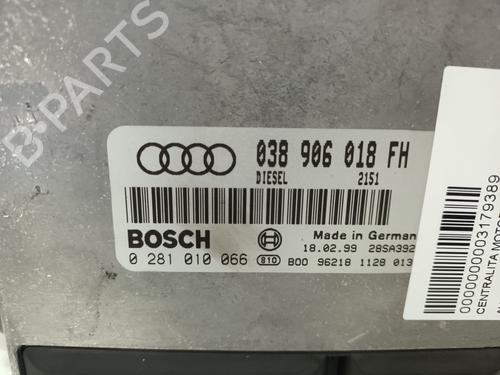 038 906 018 FH
DIESEL 2151
BOSCH
Made in German
18.02.99 28SA392
0 281 010 066 810 B00 96218 1128 013
B-PARTS
0000000003179389
CENTRALITA MOTO